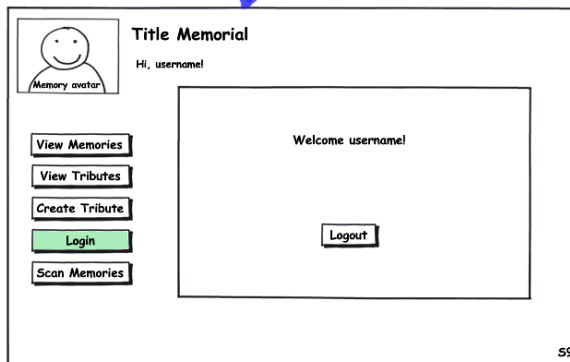 Title Memorial
Hi, username!
Memory avatar
View Memories
View Tributes
Create Tribute
Login
Scan Memories
Welcome username!
Logout